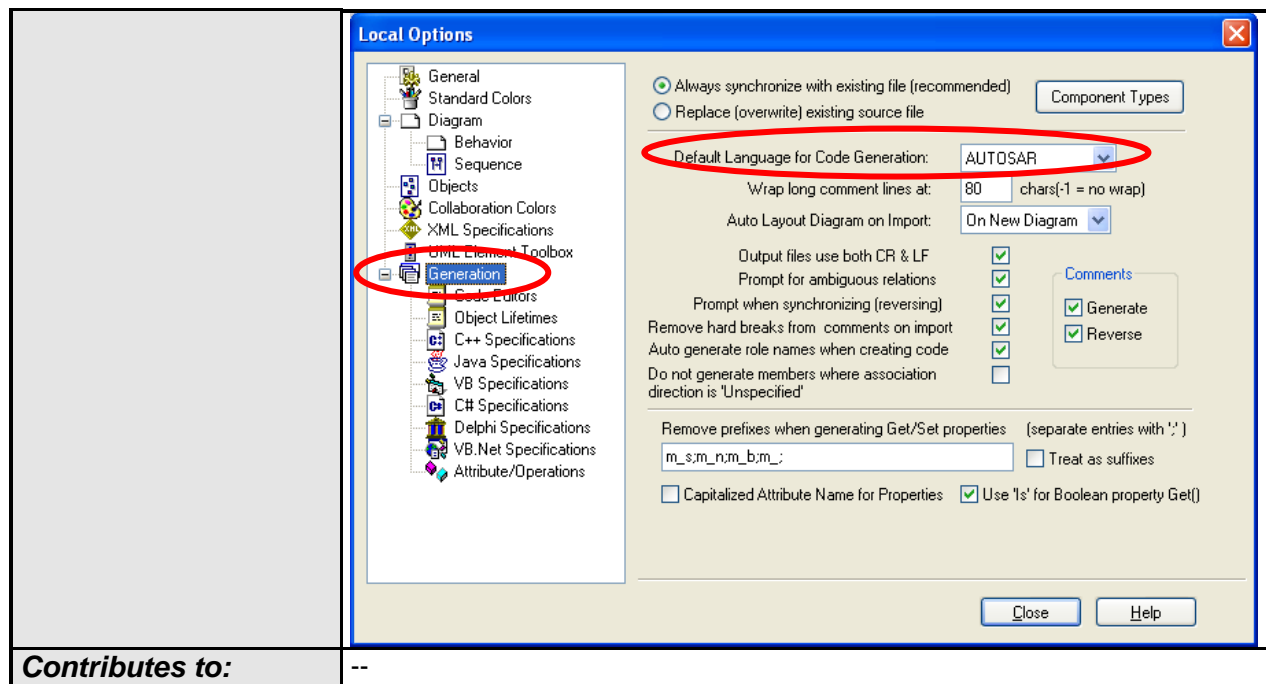 Local Options
General
Standard Colors
Diagram
Behavior
Sequence
Objects
Collaboration Colors
XML Specifications
UML Element Toolbox
Generation
Code Editors
Object Lifetimes
C++ Specifications
Java Specifications
VB Specifications
C# Specifications
Delphi Specifications
VB.Net Specifications
Attribute/Operations
Always synchronize with existing file (recommended)
Replace (overwrite) existing source file
Component Types
Default Language for Code Generation: AUTOSAR
Wrap long comment lines at: 80 chars(-1 = no wrap)
Auto Layout Diagram on Import: On New Diagram
Output files use both CR & LF
Prompt for ambiguous relations
Prompt when synchronizing (reversing)
Remove hard breaks from comments on import
Auto generate role names when creating code
Do not generate members where association
direction is 'Unspecified'
Comments
Generate
Reverse
Remove prefixes when generating Get/Set properties (separate entries with ';' )
m_s;m_n;m_b;m_;
Treat as suffixes
Capitalized Attribute Name for Properties
Use 'Is' for Boolean property Get()
Close
Help
Contributes to: --